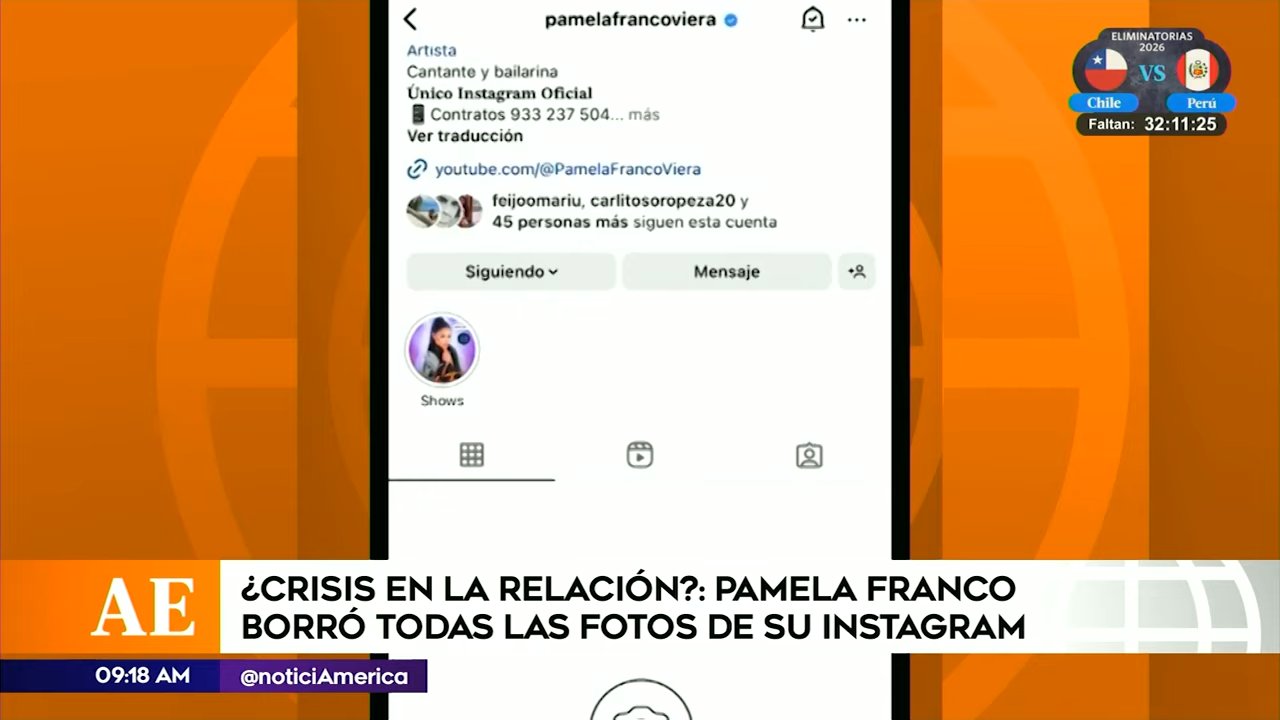 pamelafrancoviera
Artista
Cantante y bailarina
Único Instagram Oficial
Contratos 933 237 504... más
Ver traducción
youtube.com/@PamelaFrancoViera
feijoomariu, carlitosoropeza20 y
45 personas más siguen esta cuenta
Siguiendo
Mensaje
Shows
ELIMINATORIAS
2026
VS
Chile
Perú
Faltan: 32:11:25
AE
¿CRISIS EN LA RELACIÓN?: PAMELA FRANCO
BORRÓ TODAS LAS FOTOS DE SU INSTAGRAM
09:18 AM
@noticiAmerica